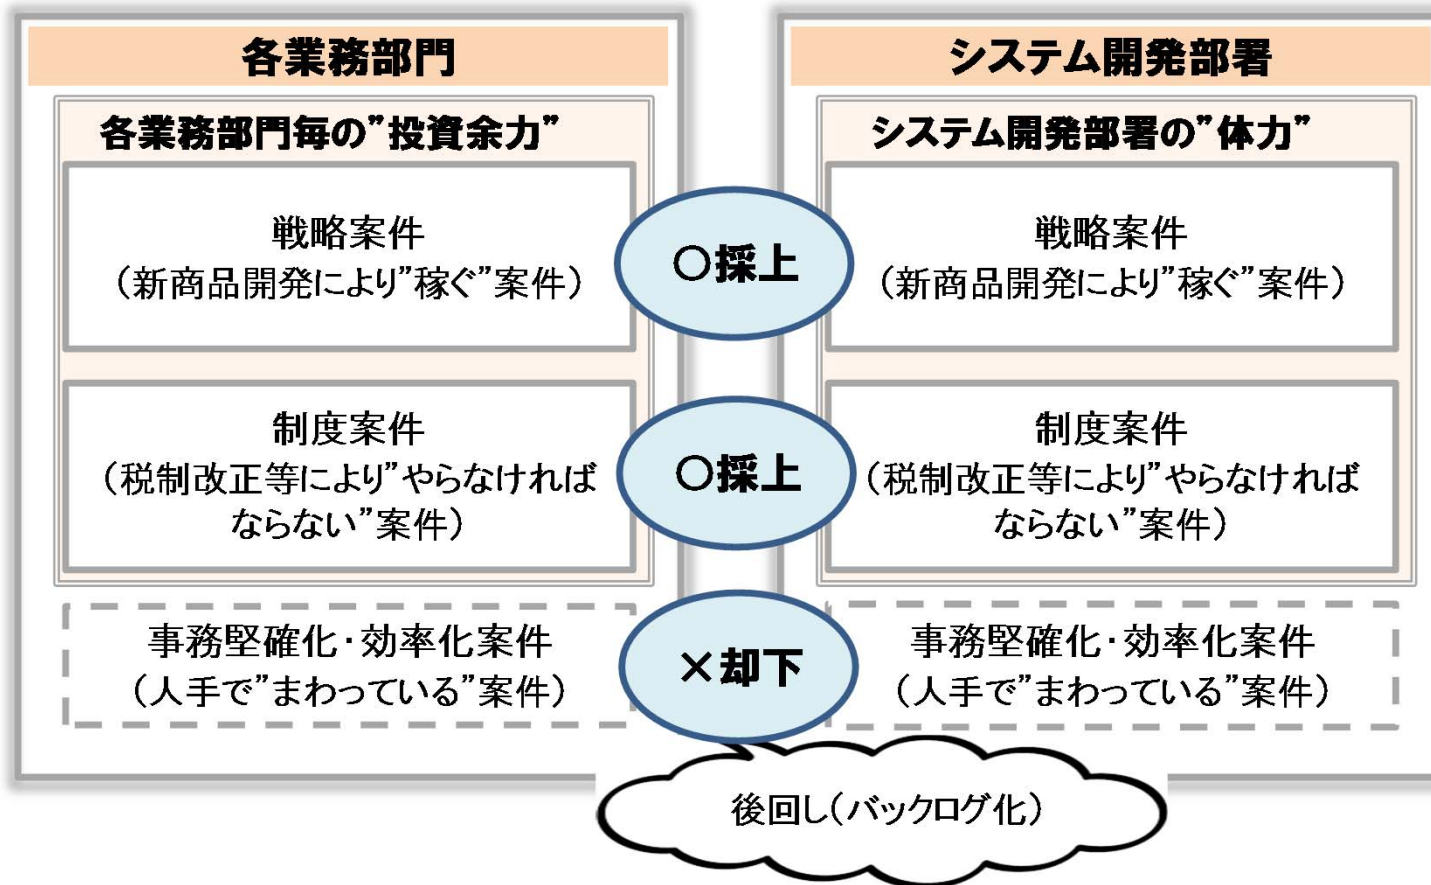 各業務部門
各業務部門毎の”投資余力”
戦略案件
（新商品開発により”稼ぐ”案件）
制度案件
（税制改正等により”やらなければ
ならない”案件）
事務堅確化・効率化案件
（人手で”まわっている”案件）
〇採上
〇採上
×却下
後回し（バックログ化）
システム開発部署
システム開発部署の”体力”
戦略案件
（新商品開発により”稼ぐ”案件）
制度案件
（税制改正等により”やらなければ
ならない”案件）
事務堅確化・効率化案件
（人手で”まわっている”案件）